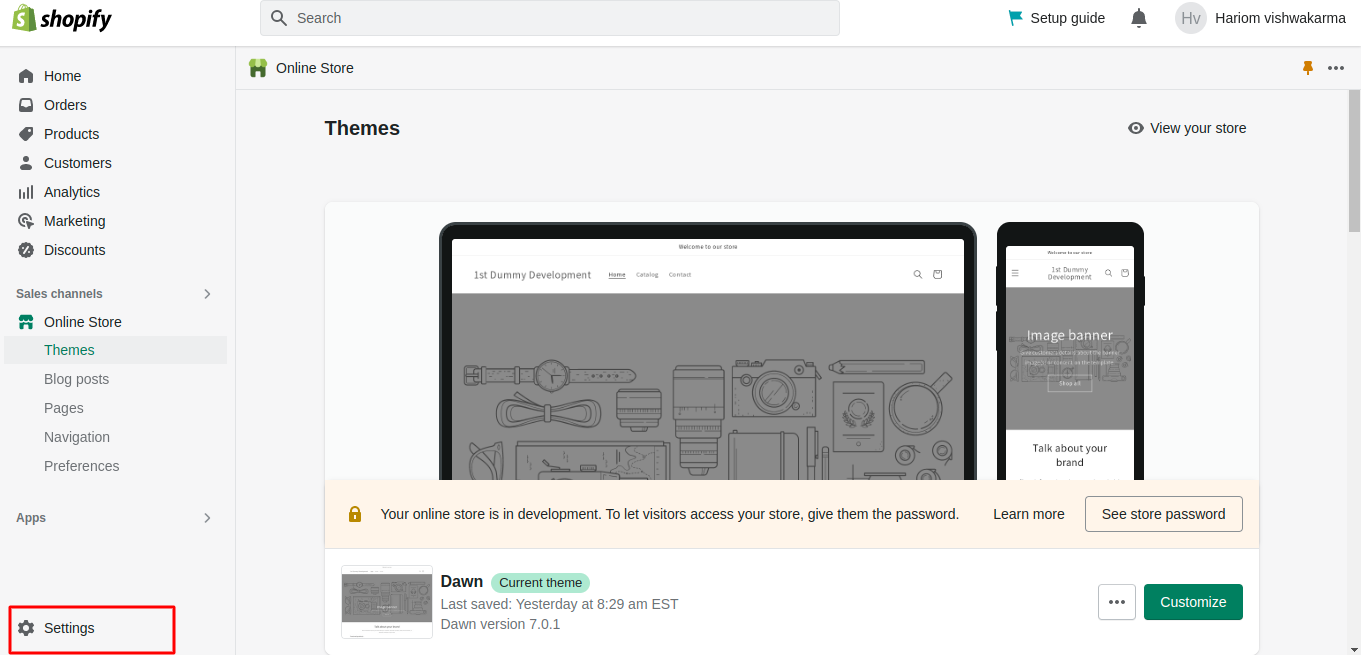 shopify
Search
Setup guide
Hv
Hariom vishwakarma
Home
Orders
Products
Customers
Analytics
Marketing
Discounts
Sales channels
Online Store
Themes
Blog posts
Pages
Navigation
Preferences
Apps
Settings
Online Store
Themes
View your store
Welcome to our store
1st Dummy Development
Home Catalog Contact
Welcome to our store
1st Dummy
Development
Image banner
Shop all
Talk about your
brand
Your online store is in development. To let visitors access your store, give them the password.
Learn more
See store password
Dawn Current theme
Last saved: Yesterday at 8:29 am EST
Dawn version 7.0.1
Customize